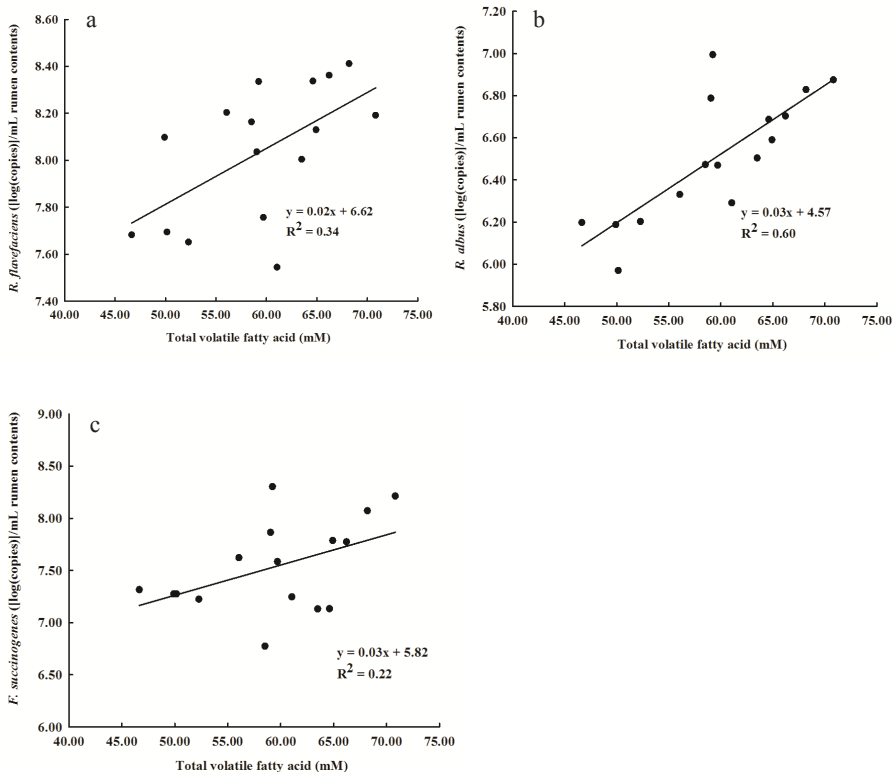 a
R. flavefaciens ([log(copies)]/mL rumen contents)
8.60
8.40
8.20
8.00
7.80
7.60
7.40
y = 0.02x + 6.62
R² = 0.34
40.00 45.00 50.00 55.00 60.00 65.00 70.00 75.00
Total volatile fatty acid (mM)
b
R. albus ([log(copies)]/mL rumen contents)
7.20
7.00
6.80
6.60
6.40
6.20
6.00
5.80
y = 0.03x + 4.57
R² = 0.60
40.00 45.00 50.00 55.00 60.00 65.00 70.00 75.00
Total volatile fatty acid (mM)
c
F. succinogenes ([log(copies)]/mL rumen contents)
9.00
8.50
8.00
7.50
7.00
6.50
6.00
y = 0.03x + 5.82
R² = 0.22
40.00 45.00 50.00 55.00 60.00 65.00 70.00 75.00
Total volatile fatty acid (mM)